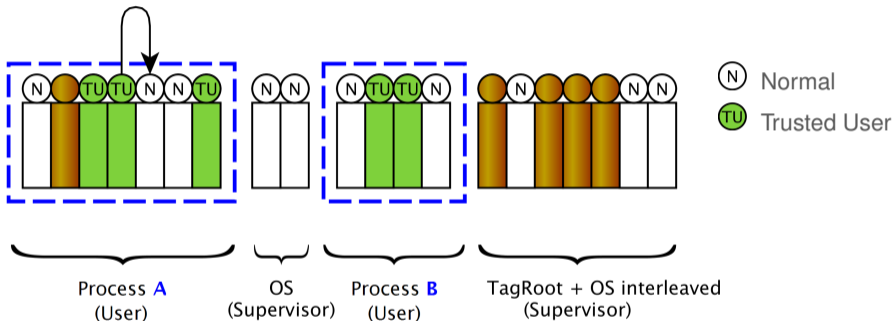 N TU TU N N TU N N N TU TU N N N N
N Normal
TU Trusted User
Process A
(User)
OS
(Supervisor)
Process B
(User)
TagRoot + OS interleaved
(Supervisor)